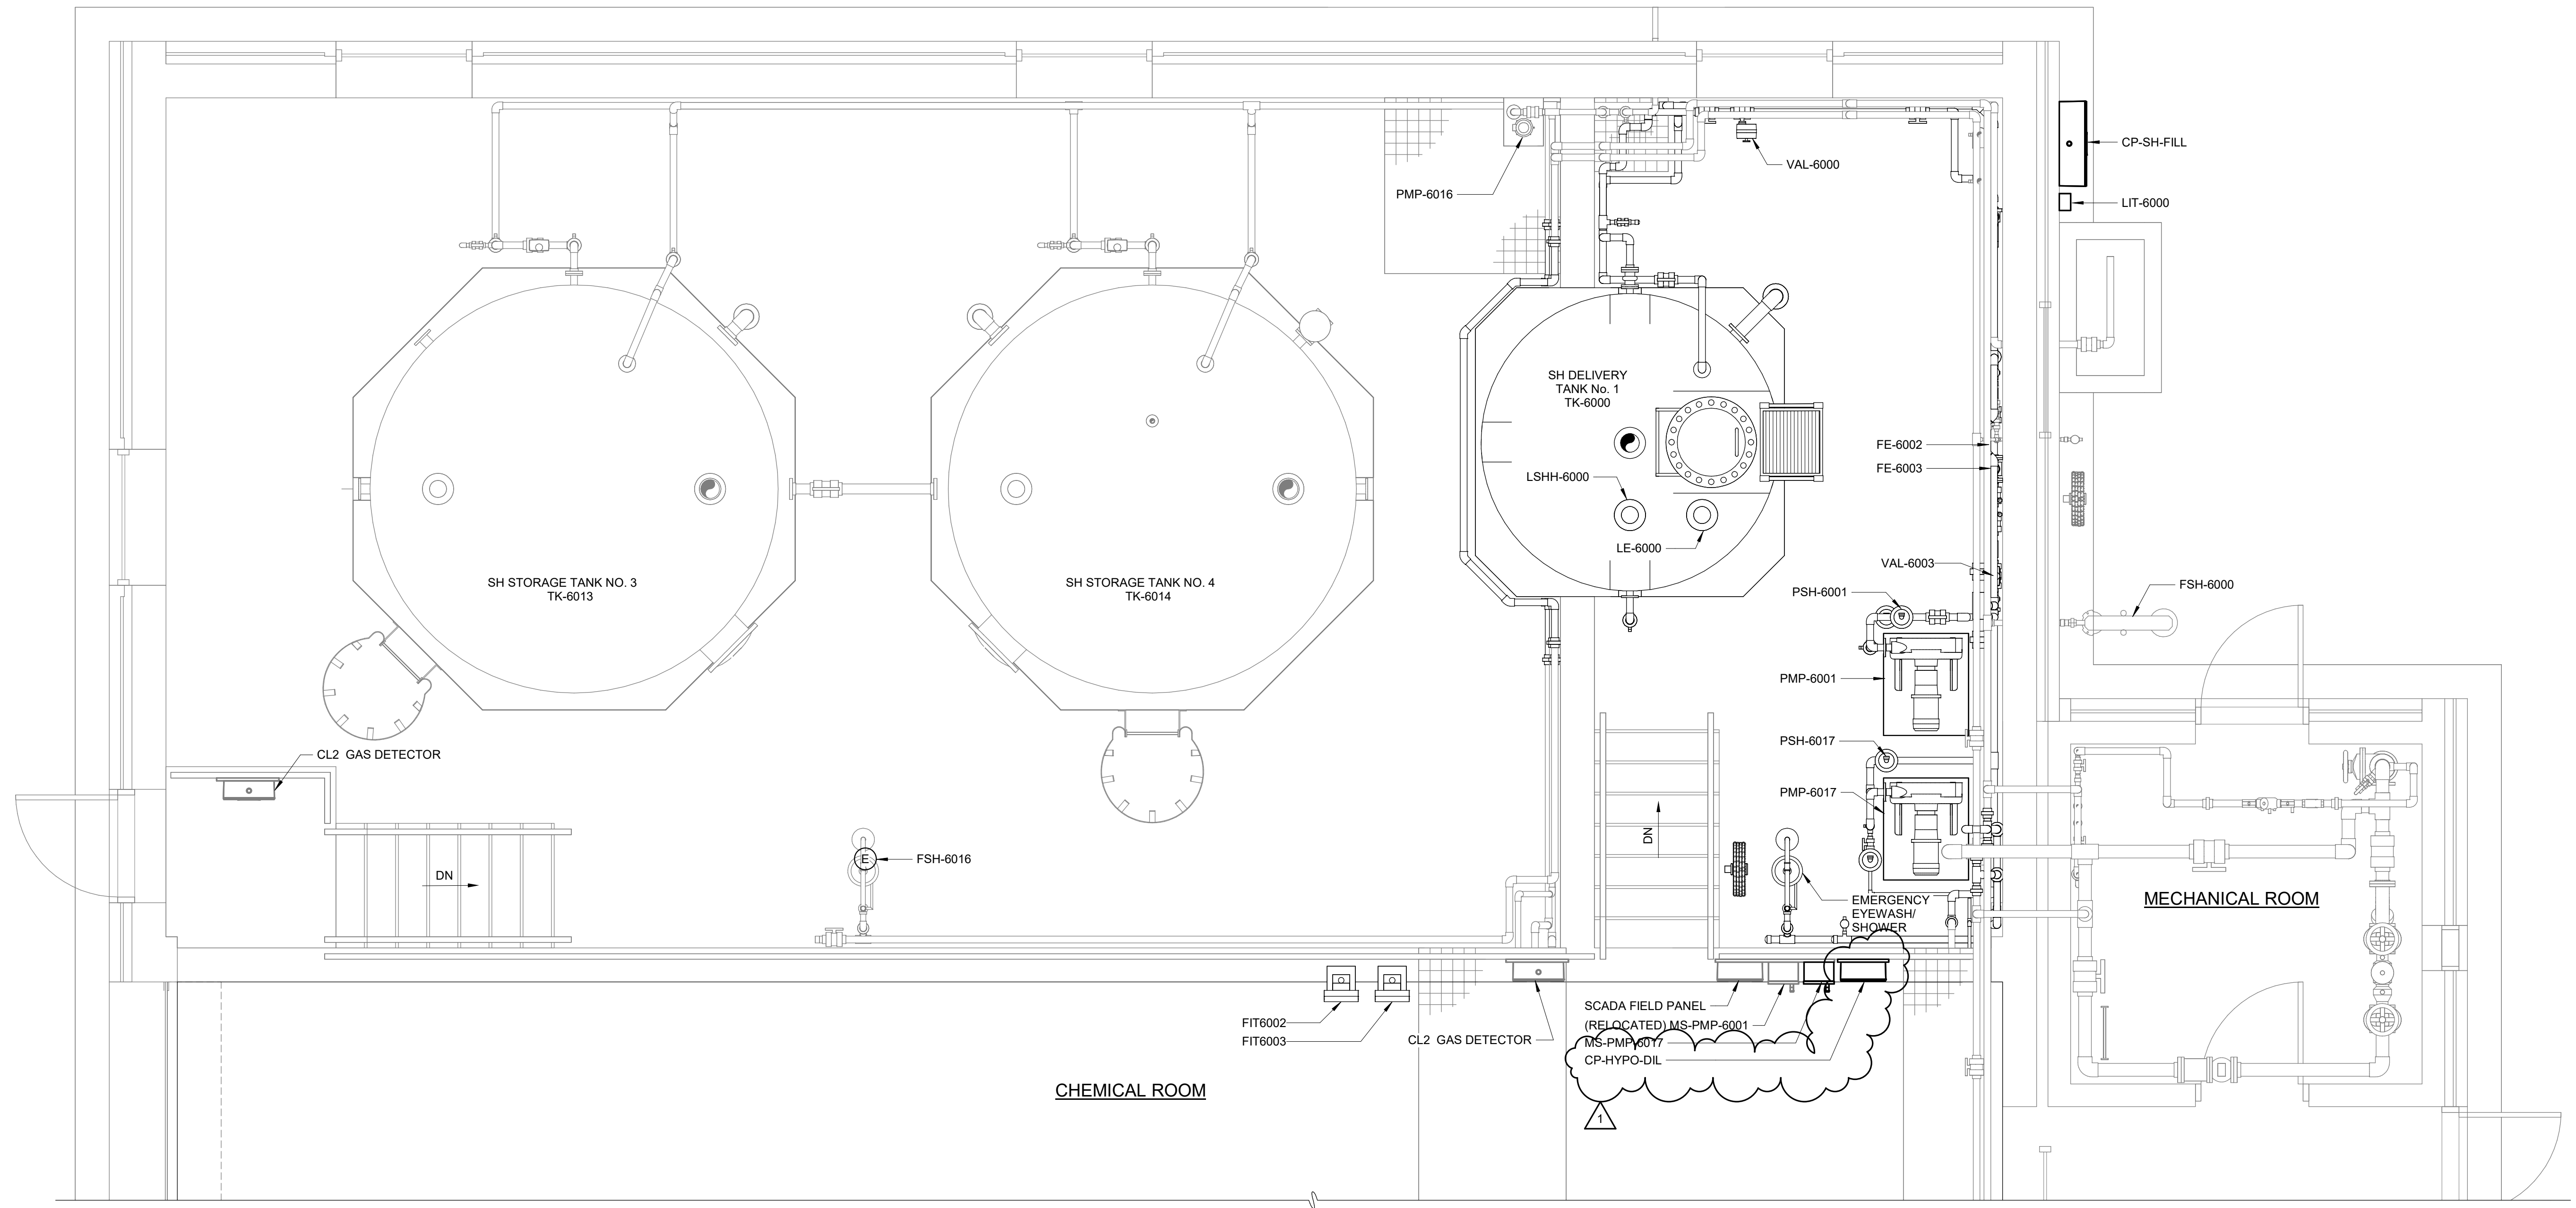 CP-SH-FILL
VAL-6000
PMP-6016
LIT-6000
SH DELIVERY
TANK No. 1
TK-6000
FE-6002
FE-6003
LSHH-6000
LE-6000
VAL-6003
SH STORAGE TANK NO. 3
TK-6013
SH STORAGE TANK NO. 4
TK-6014
PSH-6001
FSH-6000
PMP-6001
PSH-6017
CL2 GAS DETECTOR
PMP-6017
DN
E
FSH-6016
DN
EMERGENCY
EYEWASH/
SHOWER
MECHANICAL ROOM
SCADA FIELD PANEL
(RELOCATED) MS-PMP-6001
MS-PMP-6017
CP-HYPO-DIL
FIT6002
FIT6003
CL2 GAS DETECTOR
CHEMICAL ROOM
1